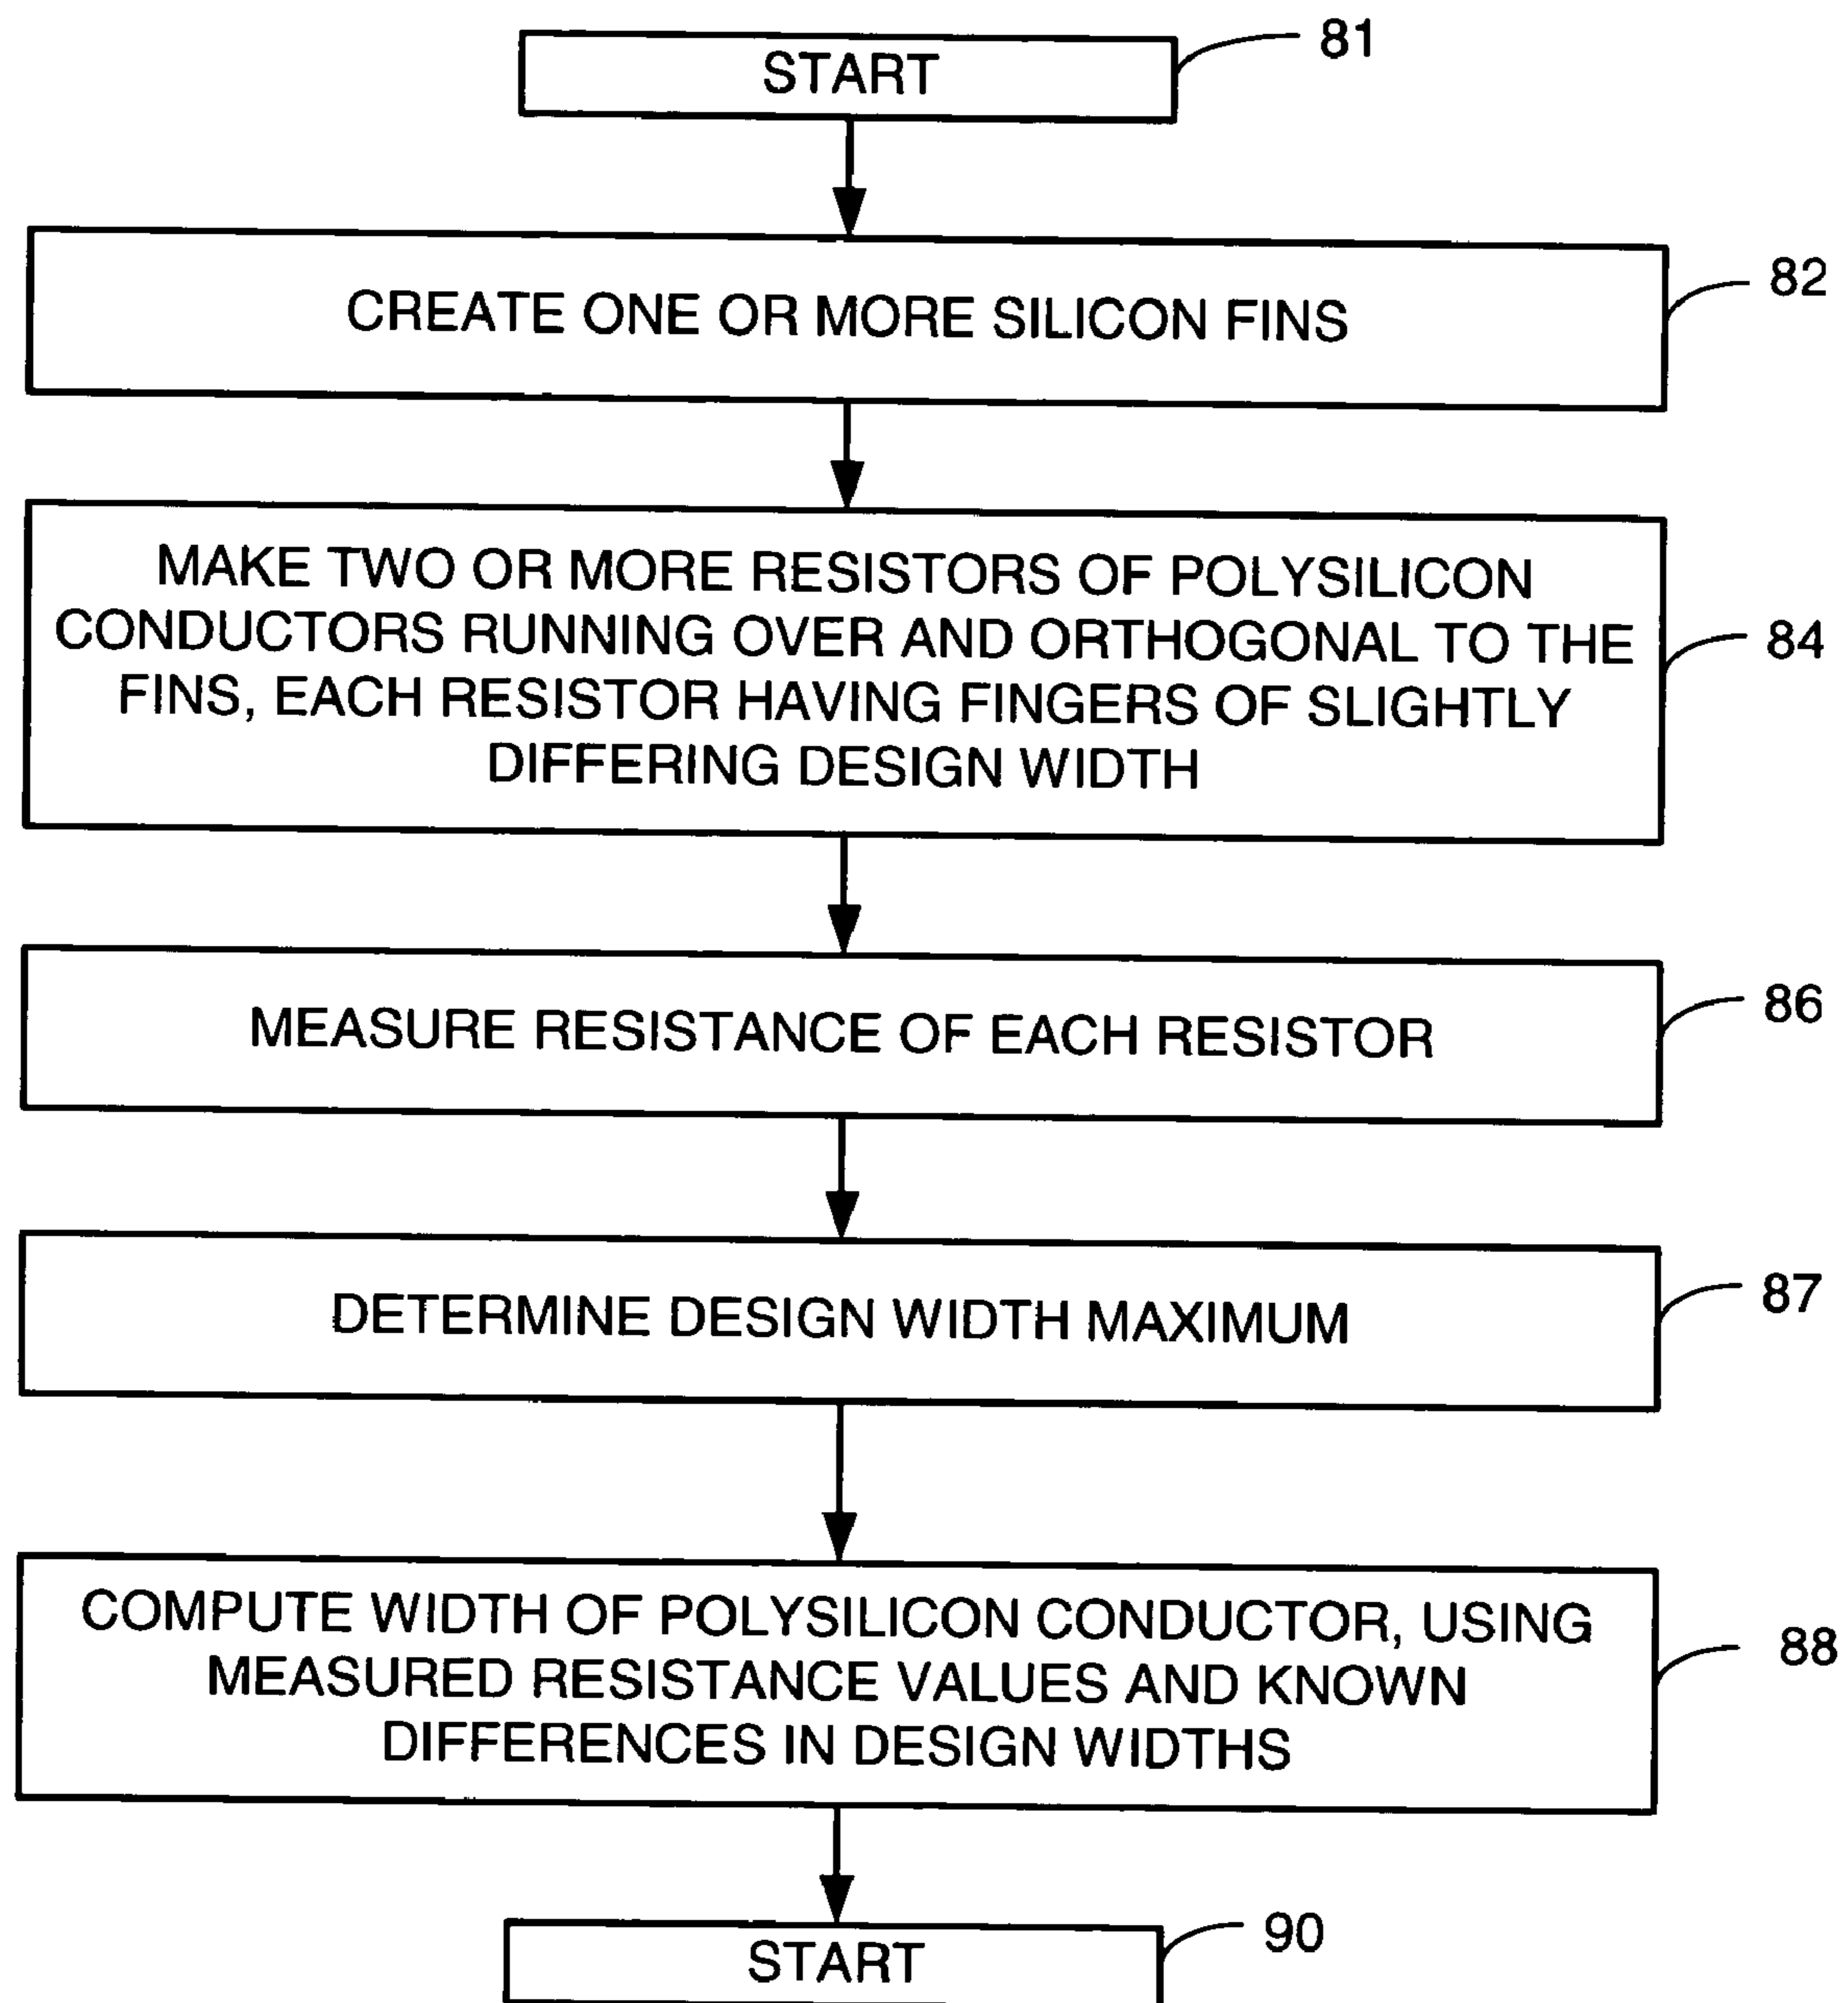 START
81
CREATE ONE OR MORE SILICON FINS
82
MAKE TWO OR MORE RESISTORS OF POLYSILICON
CONDUCTORS RUNNING OVER AND ORTHOGONAL TO THE
FINS, EACH RESISTOR HAVING FINGERS OF SLIGHTLY
DIFFERING DESIGN WIDTH
84
MEASURE RESISTANCE OF EACH RESISTOR
86
DETERMINE DESIGN WIDTH MAXIMUM
87
COMPUTE WIDTH OF POLYSILICON CONDUCTOR, USING
MEASURED RESISTANCE VALUES AND KNOWN
DIFFERENCES IN DESIGN WIDTHS
88
START
90